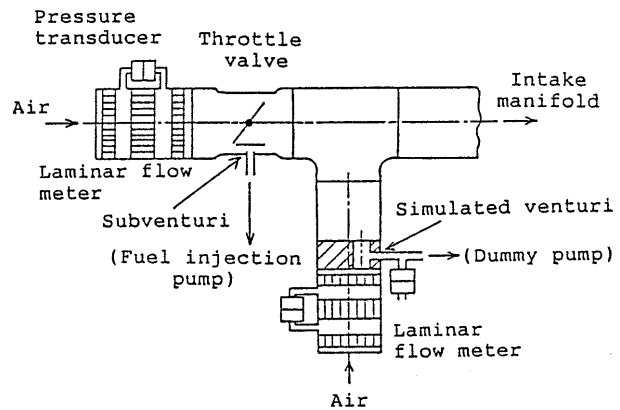 Pressure
transducer
Throttle
valve
Intake
manifold
Air
Laminar flow
meter
Subventuri
Simulated venturi
(Fuel injection
pump)
(Dummy pump)
Laminar
flow meter
Air